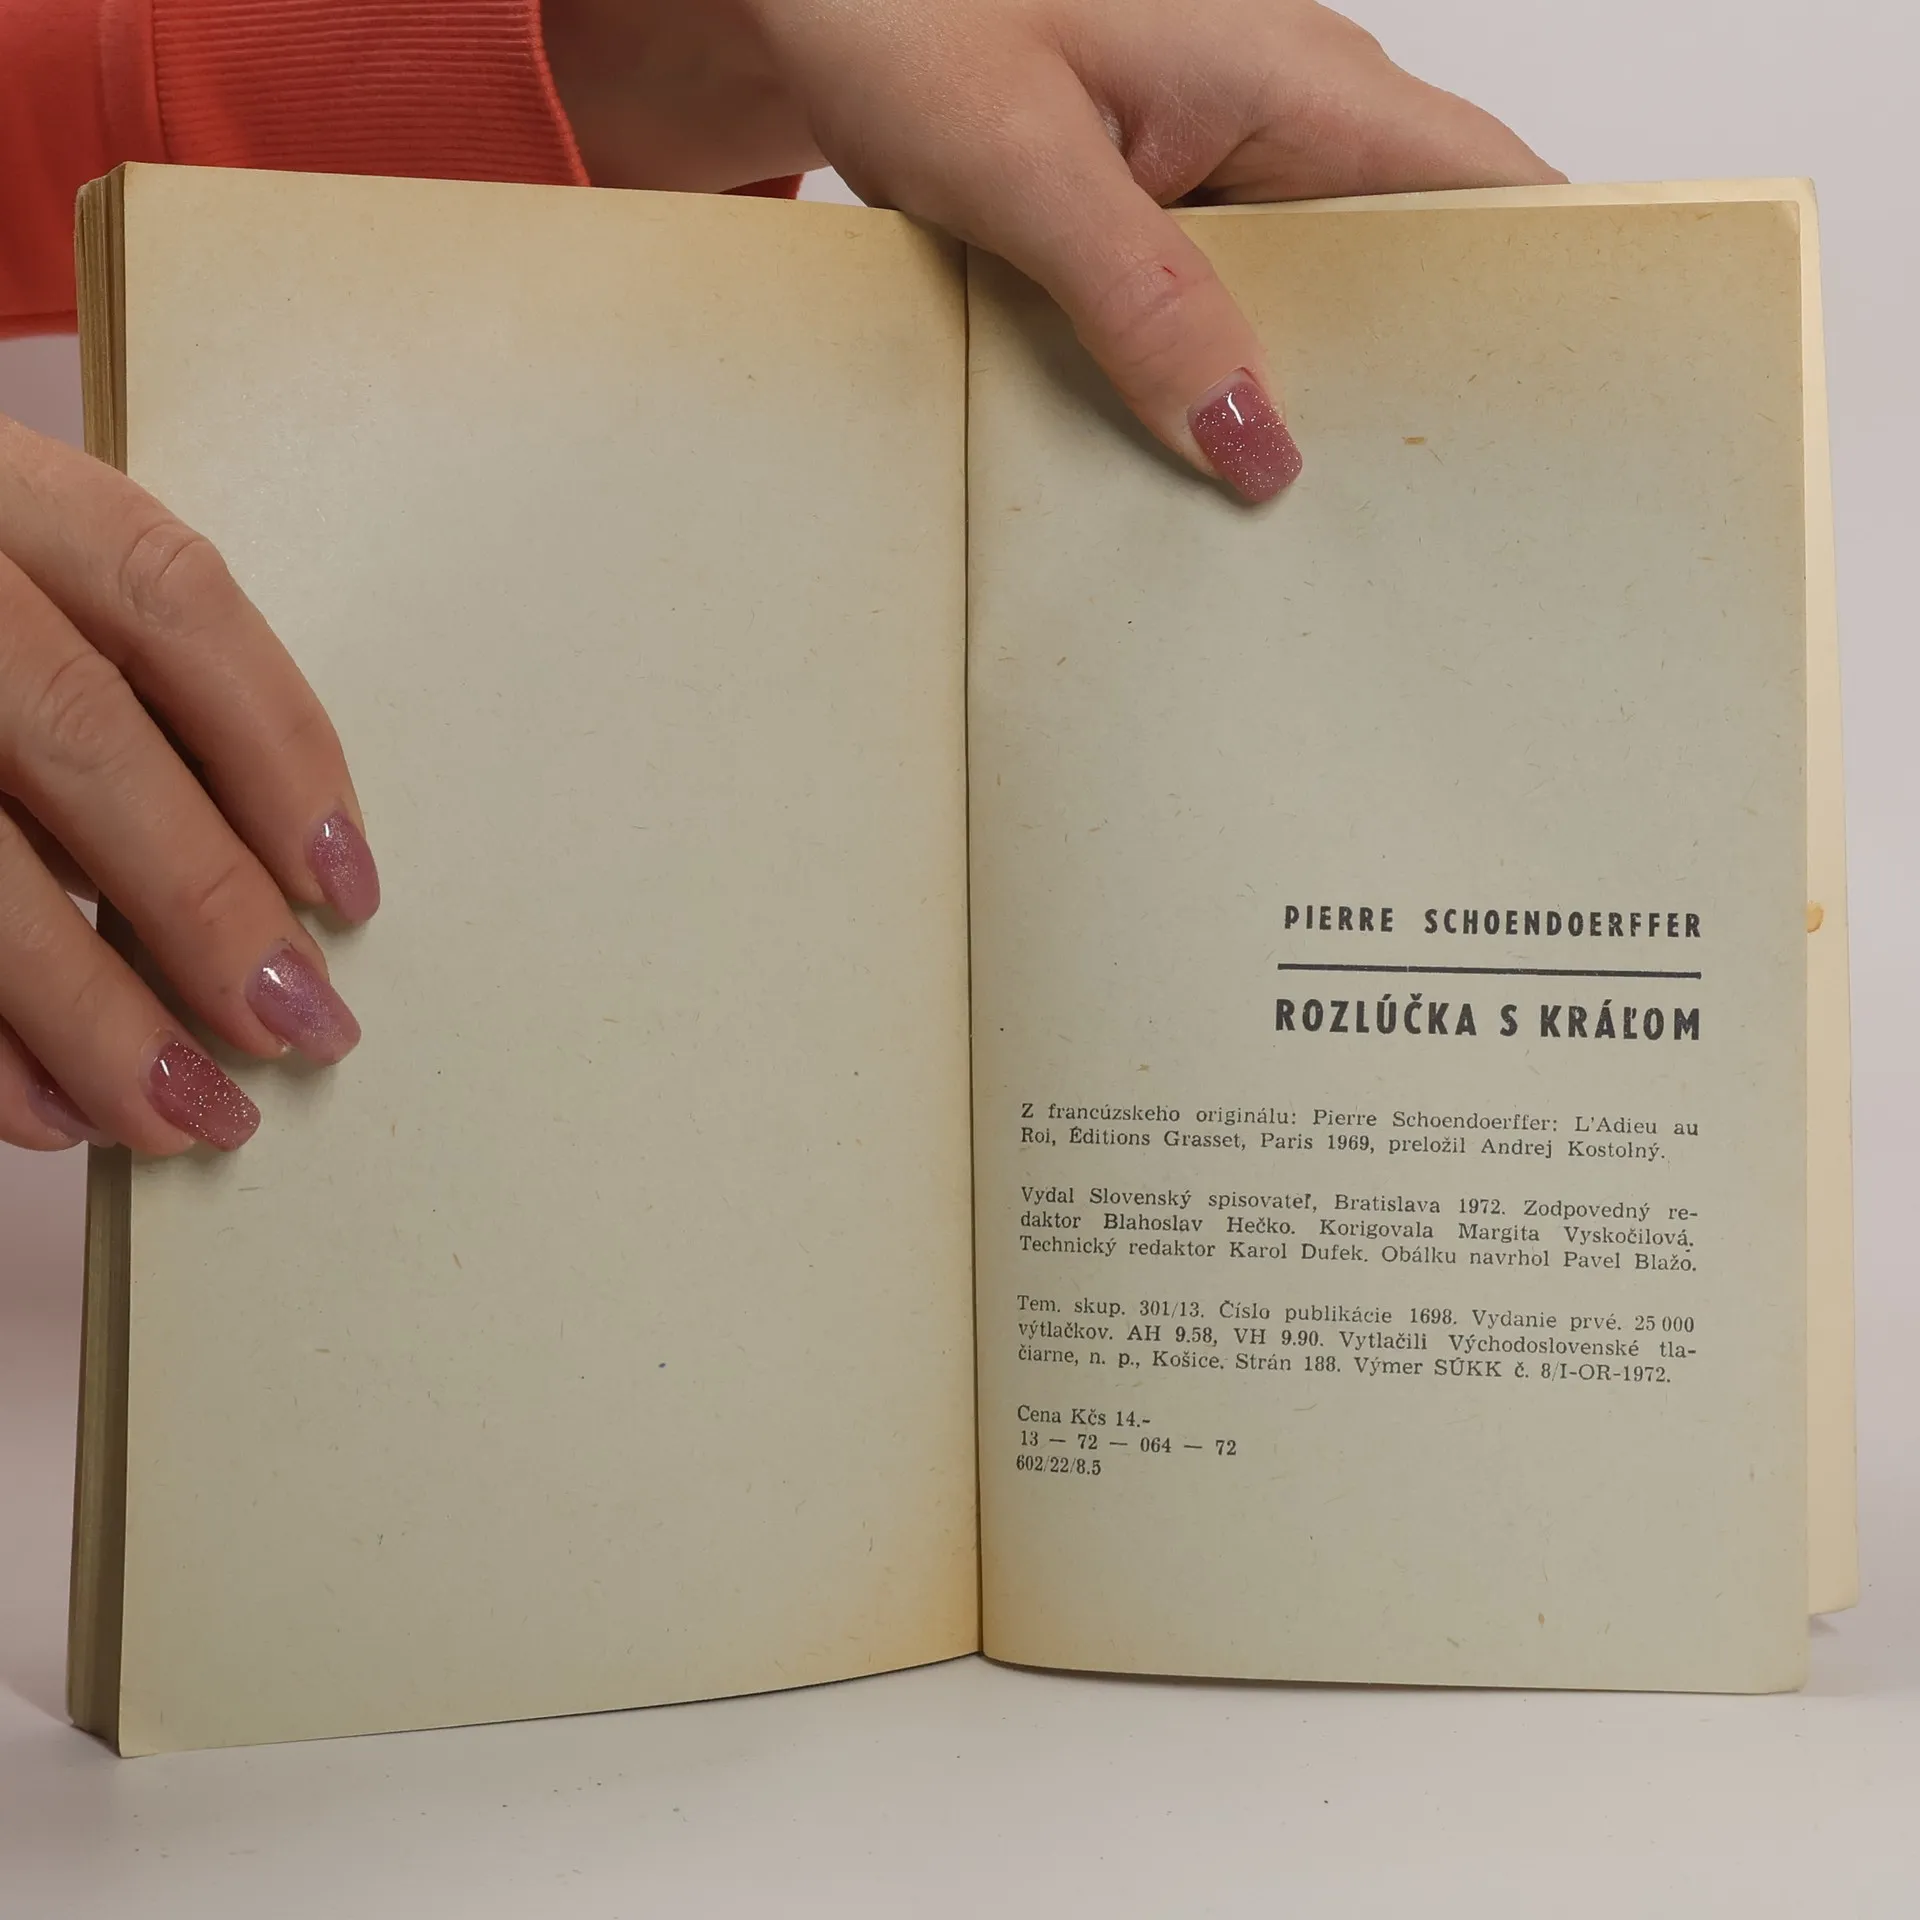 PIERRE SCHOENDOERFFER
ROZLÚČKA S KRÁĽOM
Z francúzskeho originálu: Pierre Schoendoerffer: L'Adieu au
Roi, Éditions Grasset, Paris 1969, preložil Andrej Kostolný.
Vydal Slovenský spisovateľ, Bratislava 1972. Zodpovedný re-
daktor Blahoslav Hečko. Korigovala Margita Vyskočilová.
Technický redaktor Karol Dufek. Obálku navrhol Pavel Blažo.
Tem. skup. 301/13. Číslo publikácie 1698. Vydanie prvé. 25 000
výtlačkov. AH 9.58, VH 9.90. Vytlačili Východoslovenské tla-
čiarne, n. p., Košice. Strán 188. Výmer SÚKK č. 8/I-OR-1972.
Cena Kčs 14.-
13 — 72 — 064 — 72
602/22/8.5